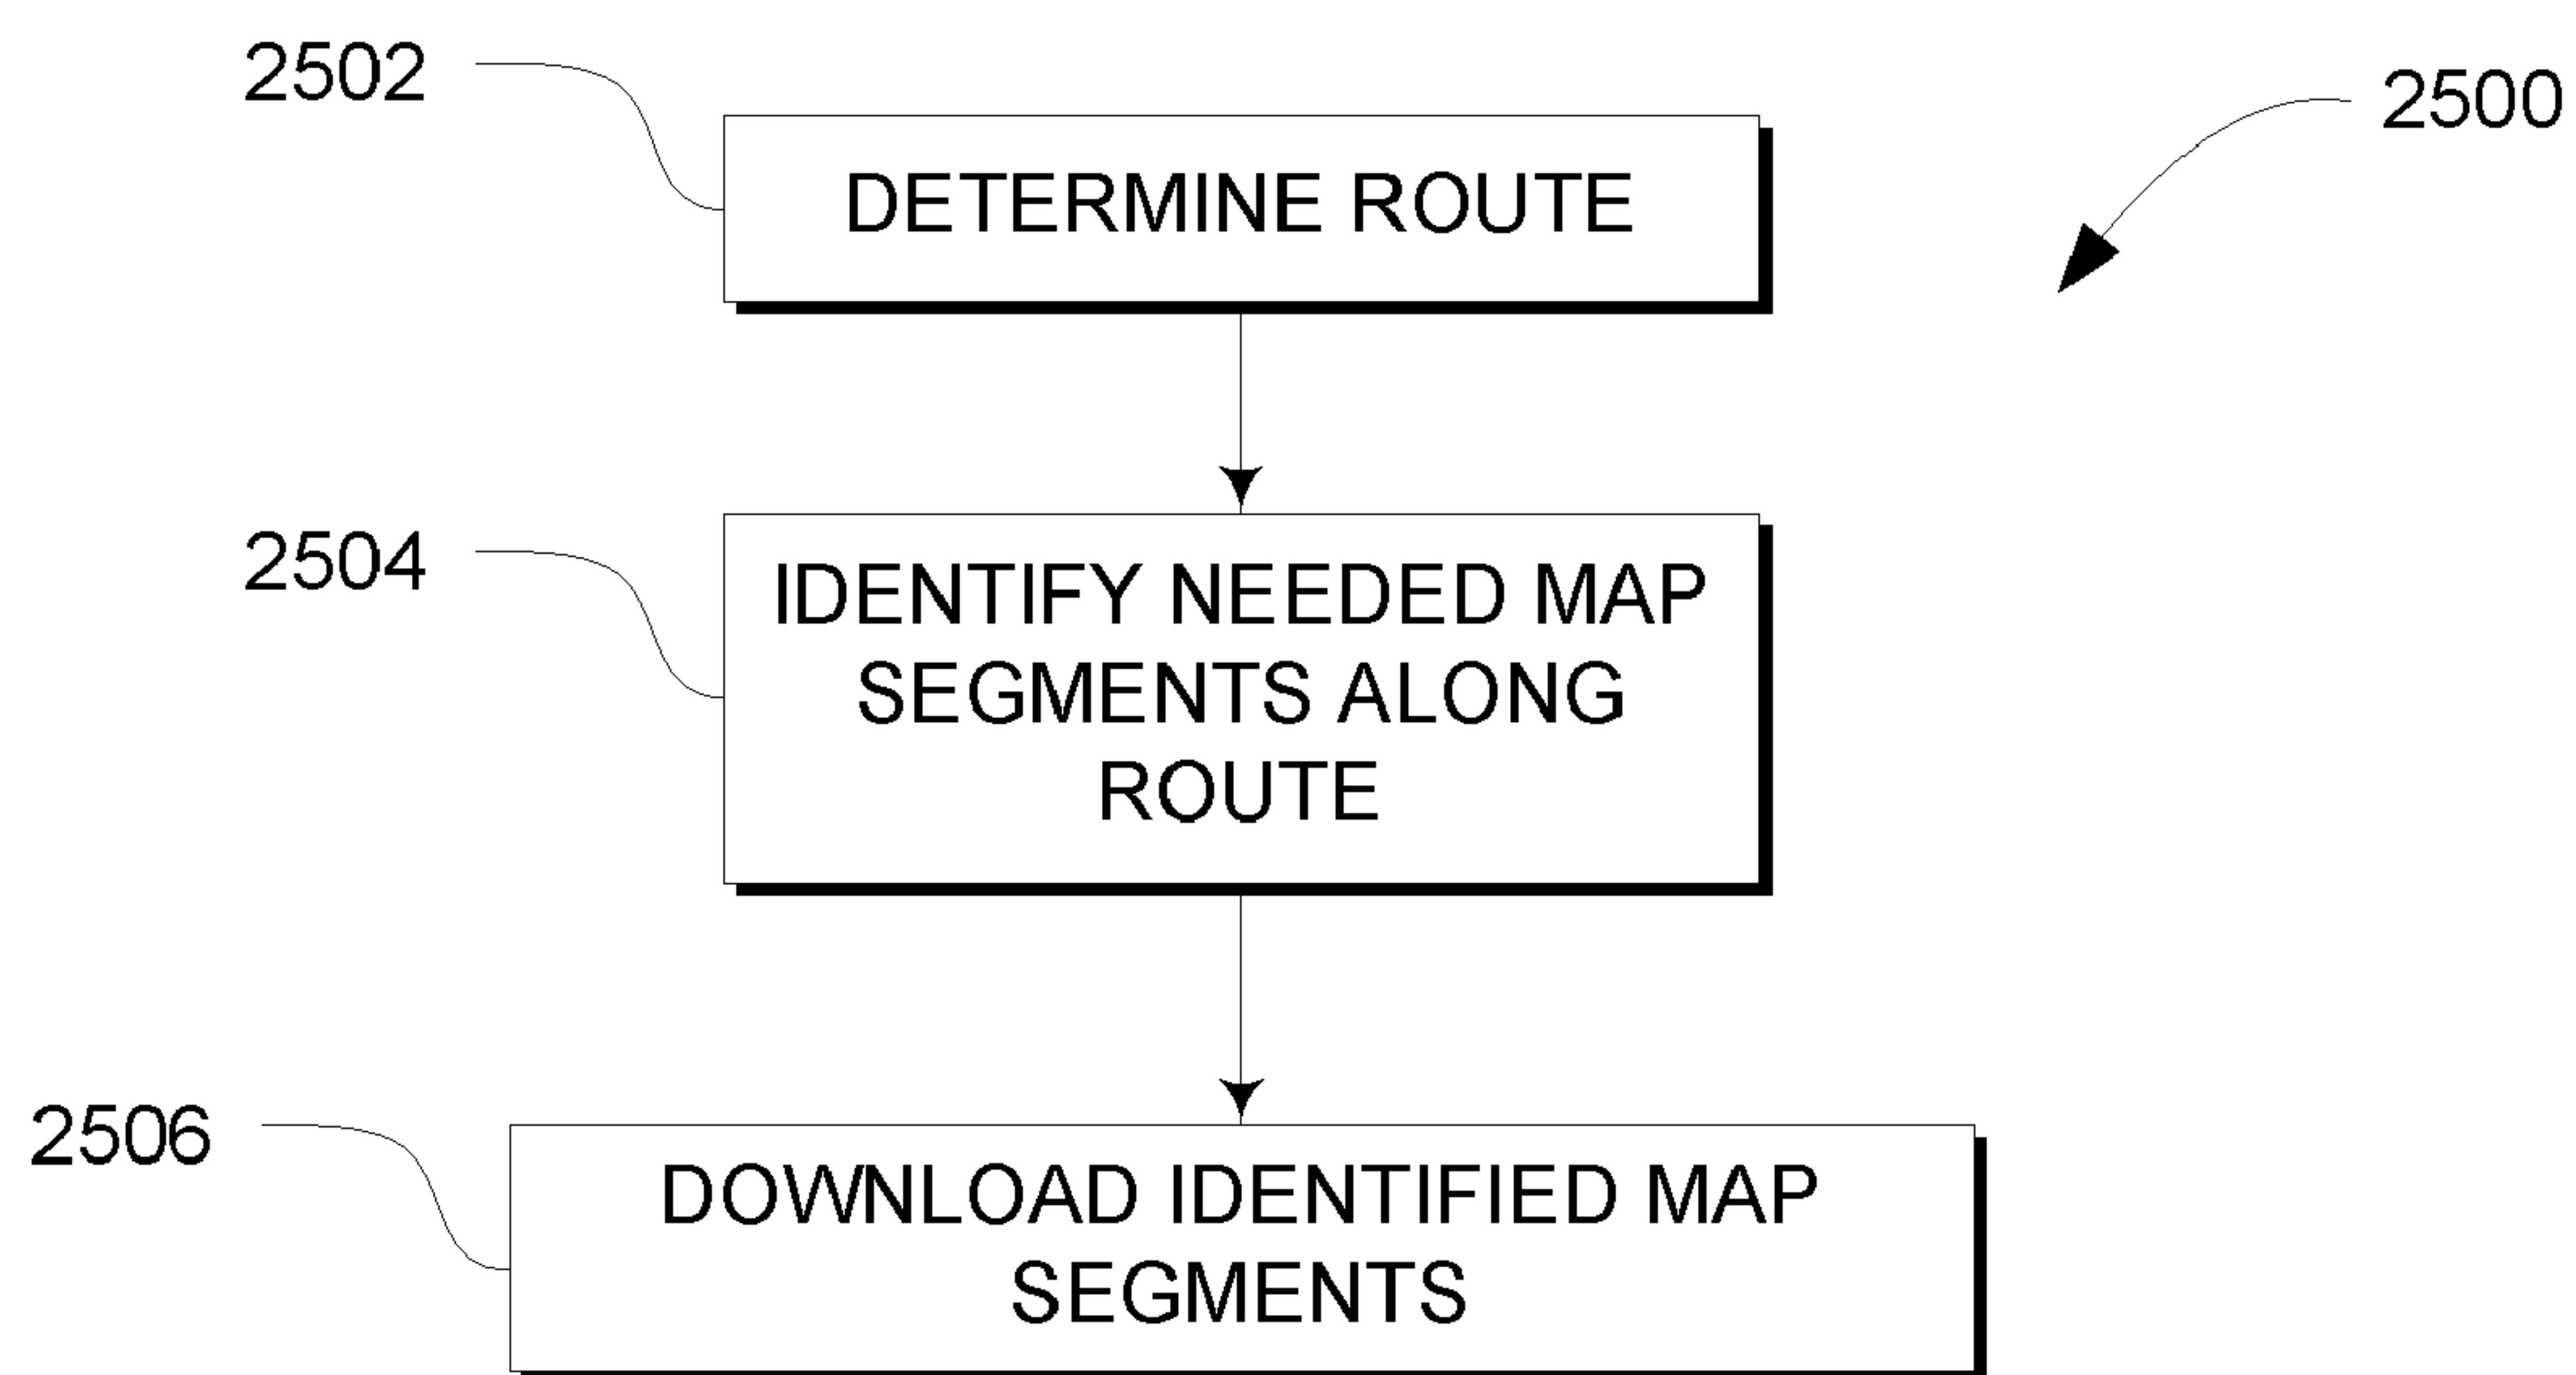 2502
2500
DETERMINE ROUTE
2504
IDENTIFY NEEDED MAP
SEGMENTS ALONG
ROUTE
2506
DOWNLOAD IDENTIFIED MAP
SEGMENTS